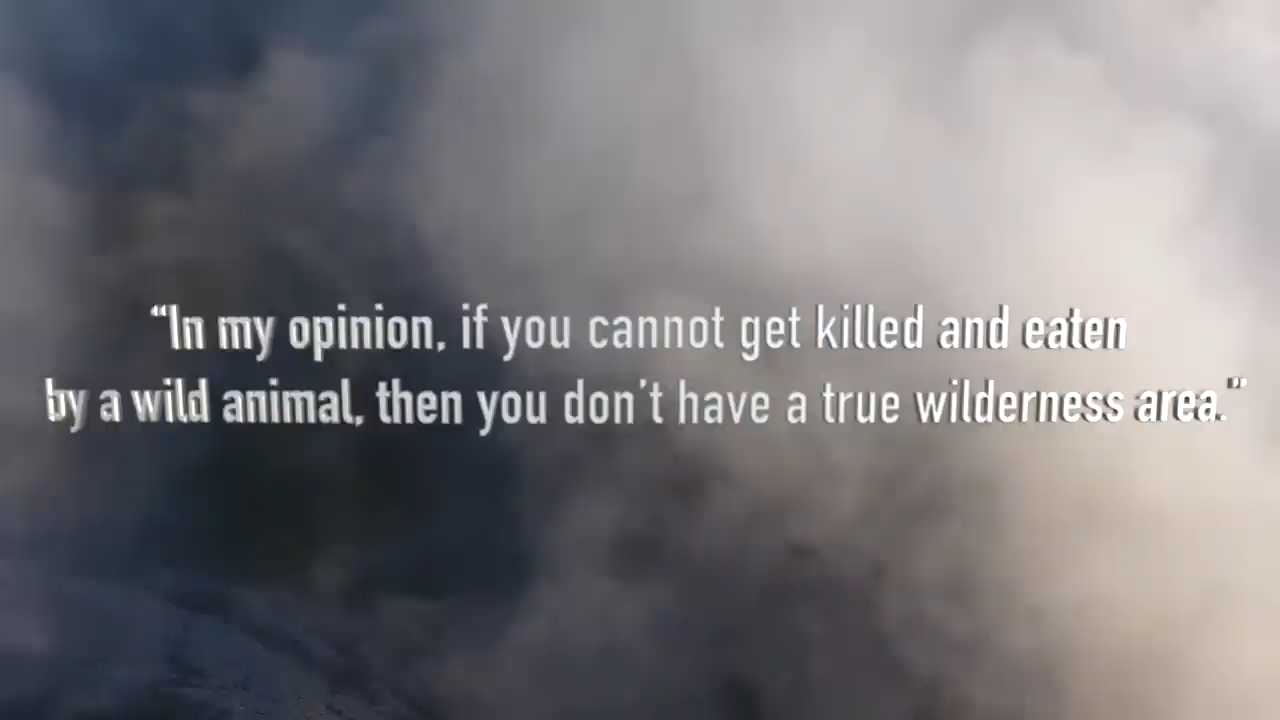 “In my opinion, if you cannot get killed and eaten
by a wild animal, then you don't have a true wilderness area.”